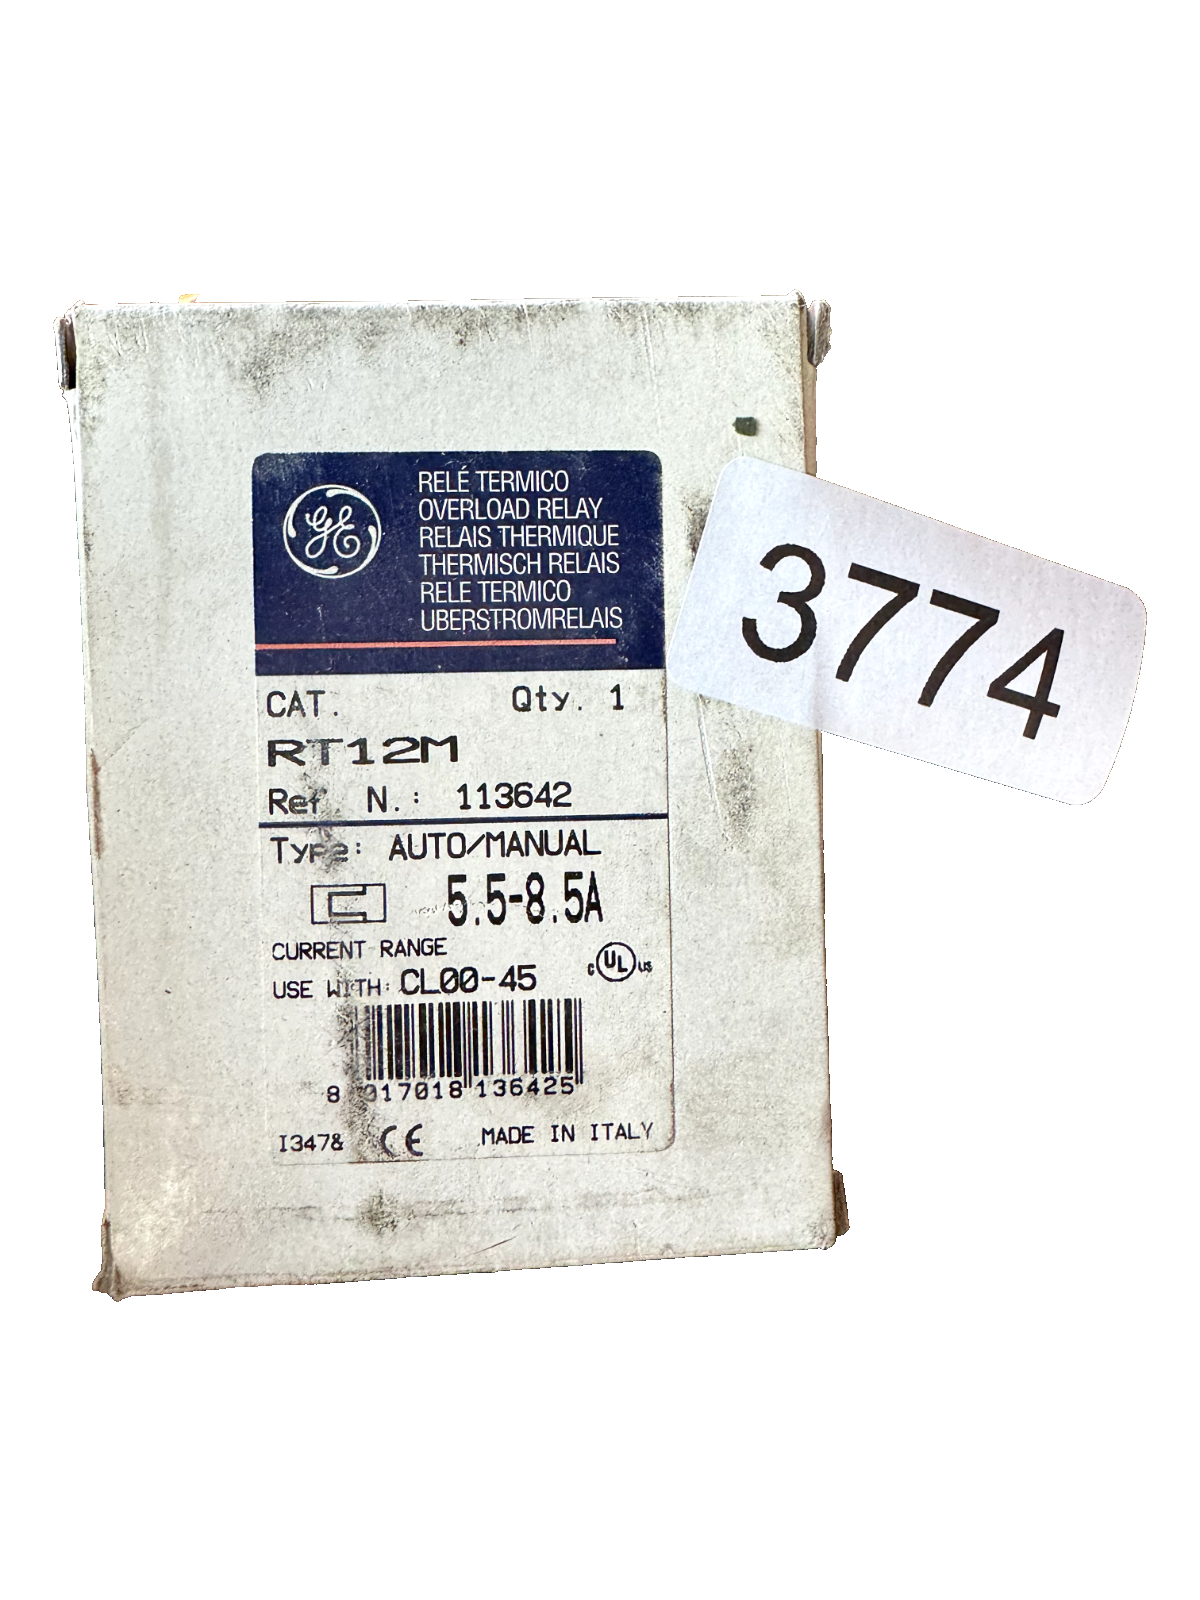 GE
RELÉ TERMICO
OVERLOAD RELAY
RELAIS THERMIQUE
THERMISCH RELAIS
RELE TERMICO
UBERSTROMRELAIS
3774
CAT. Qty. 1
RT12M
Ref. N.: 113642
Type: AUTO/MANUAL
5.5-8.5A
CURRENT RANGE
USE WITH: CL00-45
C UL US
8 017018 136425
I347& CE MADE IN ITALY